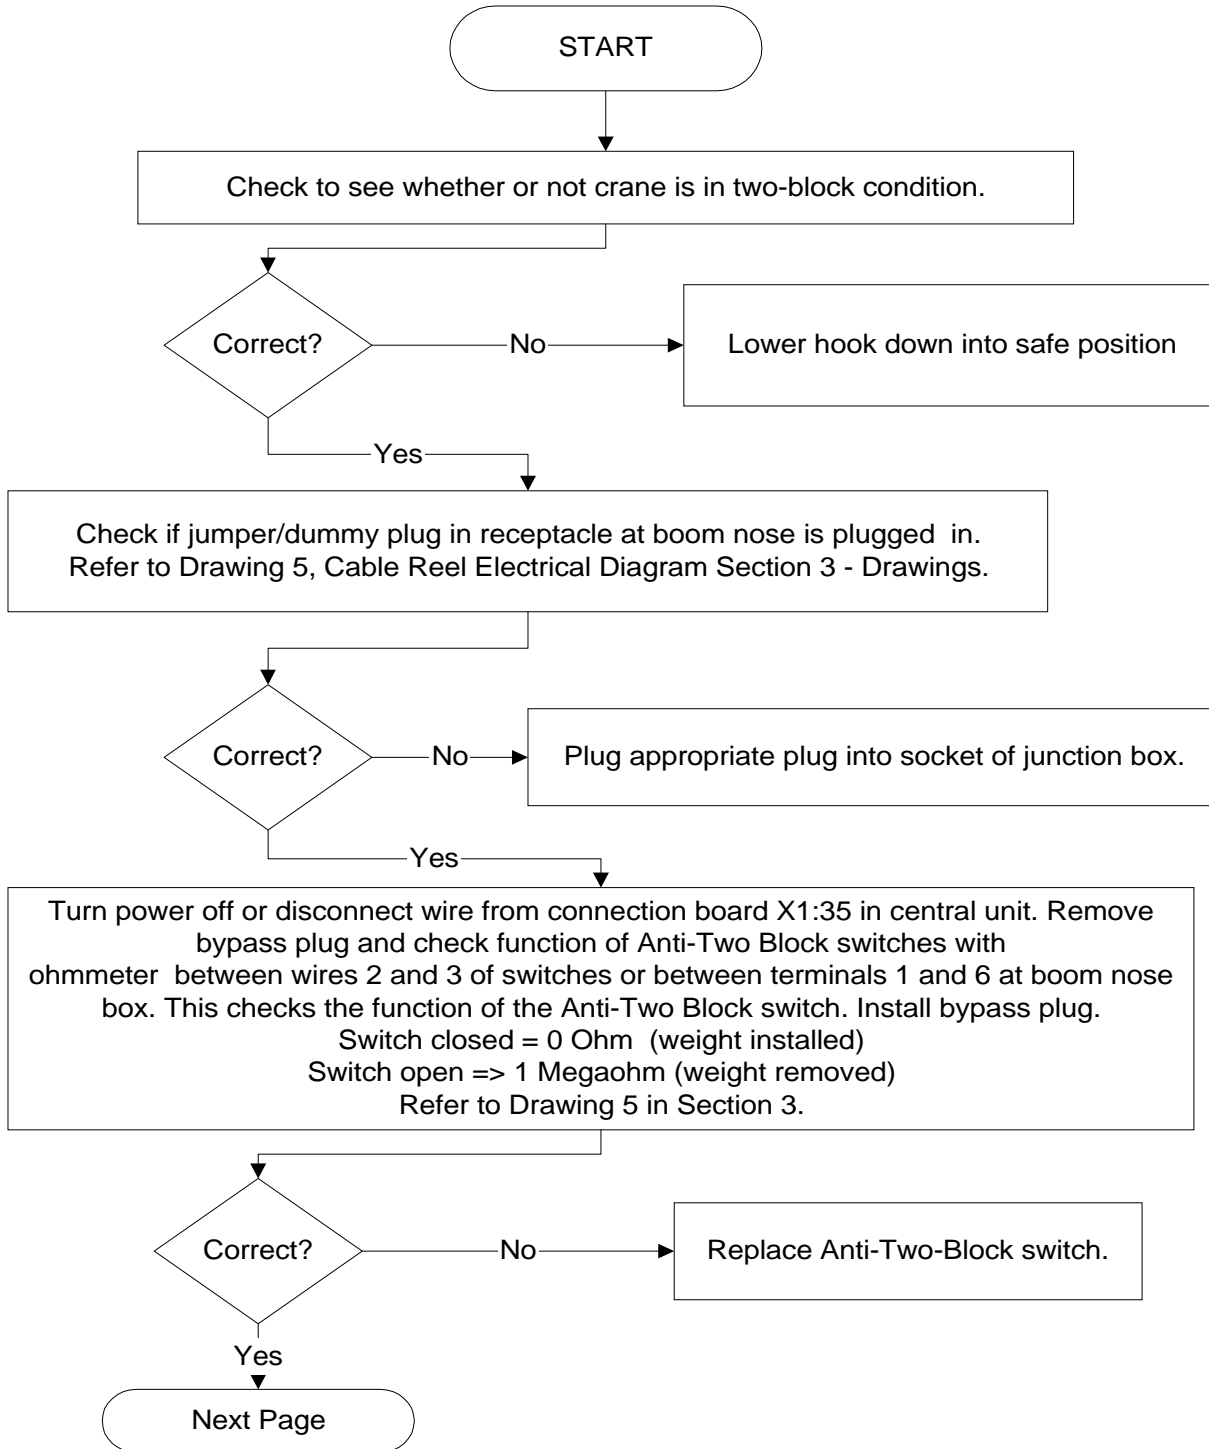 START
Check to see whether or not crane is in two-block condition.
Correct?
No
Lower hook down into safe position
Yes
Check if jumper/dummy plug in receptacle at boom nose is plugged  in.
Refer to Drawing 5, Cable Reel Electrical Diagram Section 3 - Drawings.
Correct?
No
Plug appropriate plug into socket of junction box.
Yes
Turn power off or disconnect wire from connection board X1:35 in central unit. Remove
bypass plug and check function of Anti-Two Block switches with
ohmmeter  between wires 2 and 3 of switches or between terminals 1 and 6 at boom nose
box. This checks the function of the Anti-Two Block switch. Install bypass plug.
Switch closed = 0 Ohm  (weight installed)
Switch open => 1 Megaohm (weight removed)
Refer to Drawing 5 in Section 3.
Correct?
No
Replace Anti-Two-Block switch.
Yes
Next Page